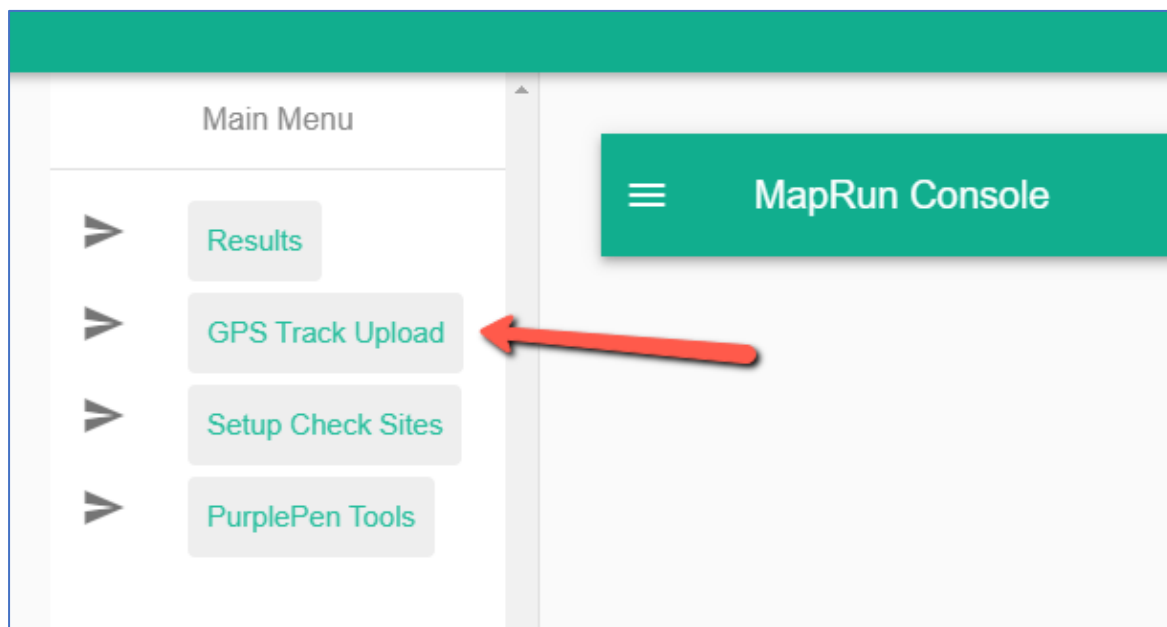 Main Menu
MapRun Console
Results
GPS Track Upload
Setup Check Sites
PurplePen Tools